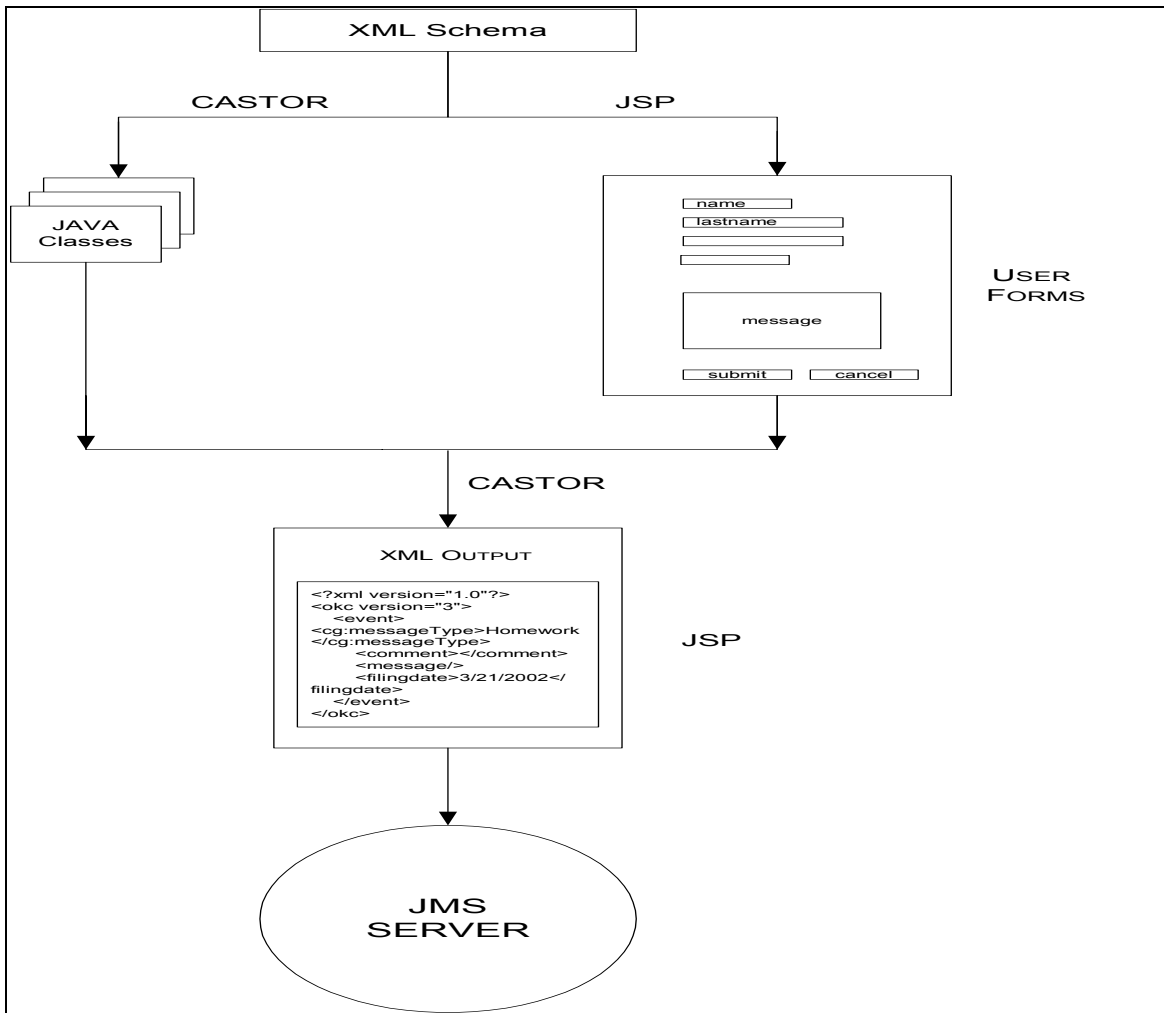 XML Schema
CASTOR
JSP
JAVA
Classes
name
lastname
message
submit
cancel
USER
FORMS
CASTOR
XML OUTPUT
<?xml version="1.0"?>
<okc version="3">
<event>
<cg:messageType>Homework
</cg:messageType>
<comment></comment>
<message/>
<filingdate>3/21/2002</
filingdate>
</event>
</okc>
JSP
JMS
SERVER